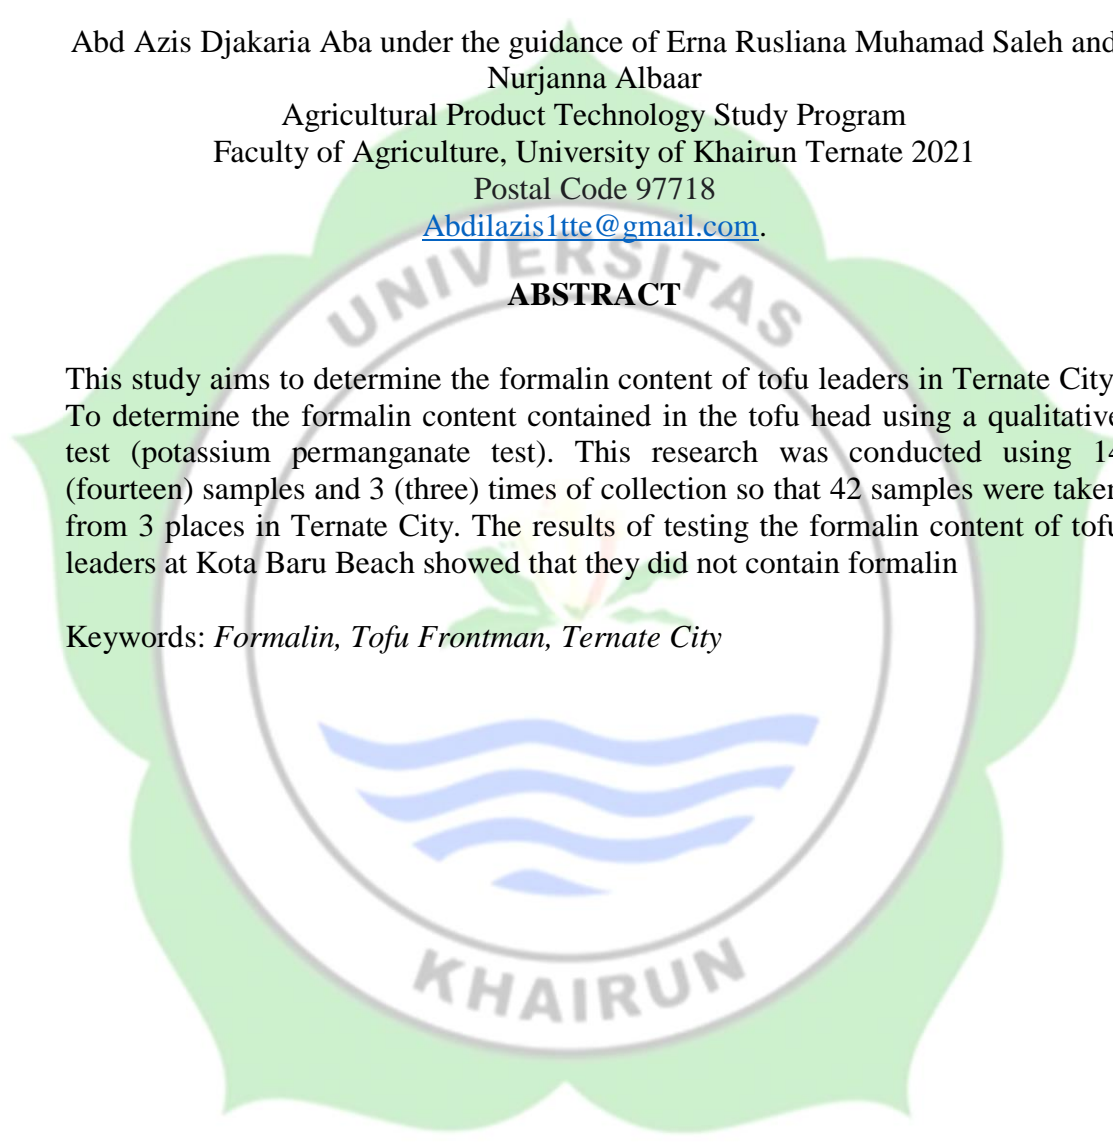 Abd Azis Djakaria Aba under the guidance of Erna Rusliana Muhamad Saleh and
Nurjanna Albaar
Agricultural Product Technology Study Program
Faculty of Agriculture, University of Khairun Ternate 2021
Postal Code 97718
Abdilazis1tte@gmail.com.
UNIVERSITAS
ABSTRACT
This study aims to determine the formalin content of tofu leaders in Ternate City
To determine the formalin content contained in the tofu head using a qualitative
test (potassium permanganate test). This research was conducted using 14
(fourteen) samples and 3 (three) times of collection so that 42 samples were taken
from 3 places in Ternate City. The results of testing the formalin content of tofu
leaders at Kota Baru Beach showed that they did not contain formalin
Keywords: Formalin, Tofu Frontman, Ternate City
KHAIRUN